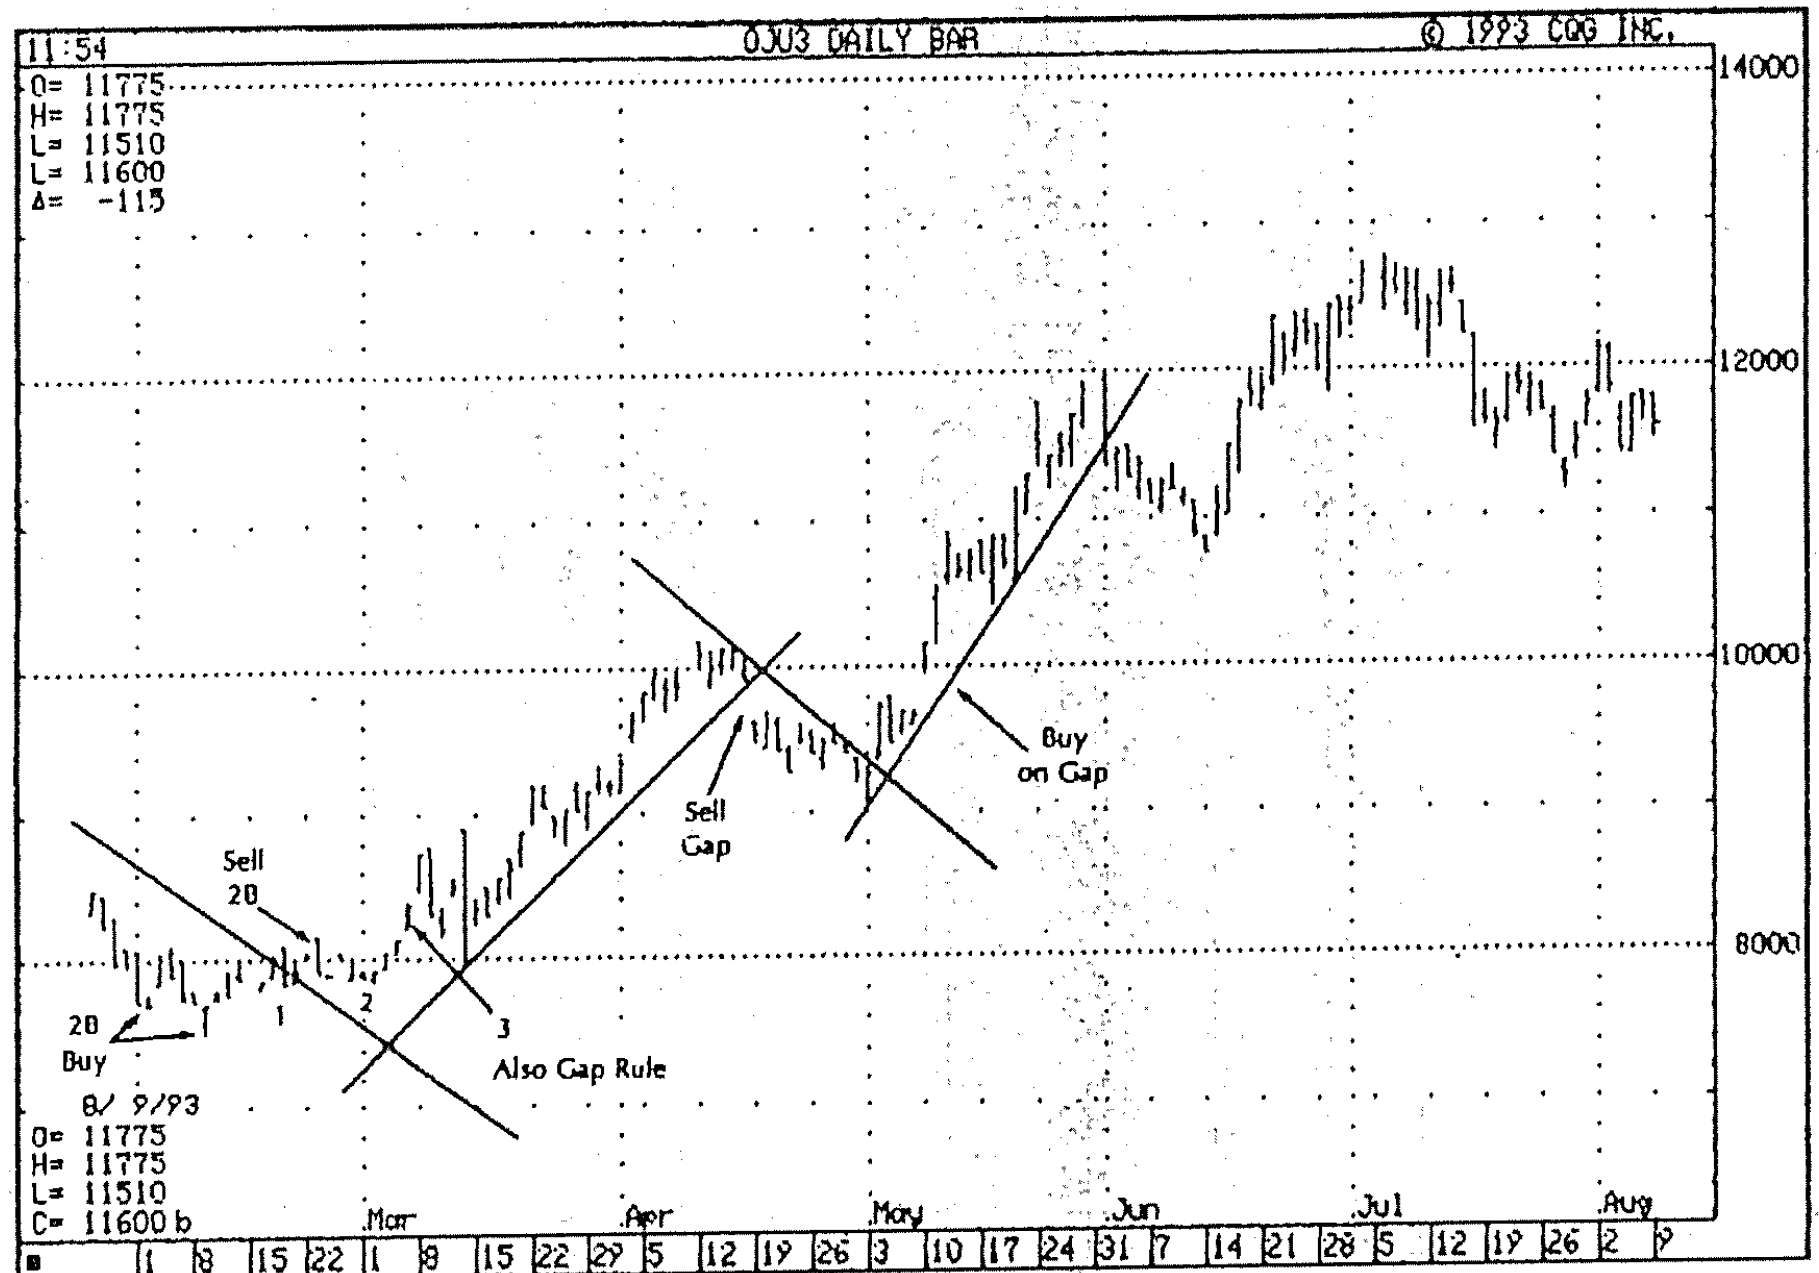 11:54
OJU3 DAILY BAR
© 1993 CQG INC.
O= 11775
H= 11775
L= 11510
L= 11600
Δ= -115
14000
12000
10000
8000
Buy
on Gap
Sell
Gap
Sell
2B
1
2
3
Also Gap Rule
2B
Buy
8/ 9/93
O= 11775
H= 11775
L= 11510
C= 11600 b
Mar Apr May Jun Jul Aug
1 8 15 22 1 8 15 22 29 5 12 19 26 3 10 17 24 31 7 14 21 28 5 12 19 26 2 9